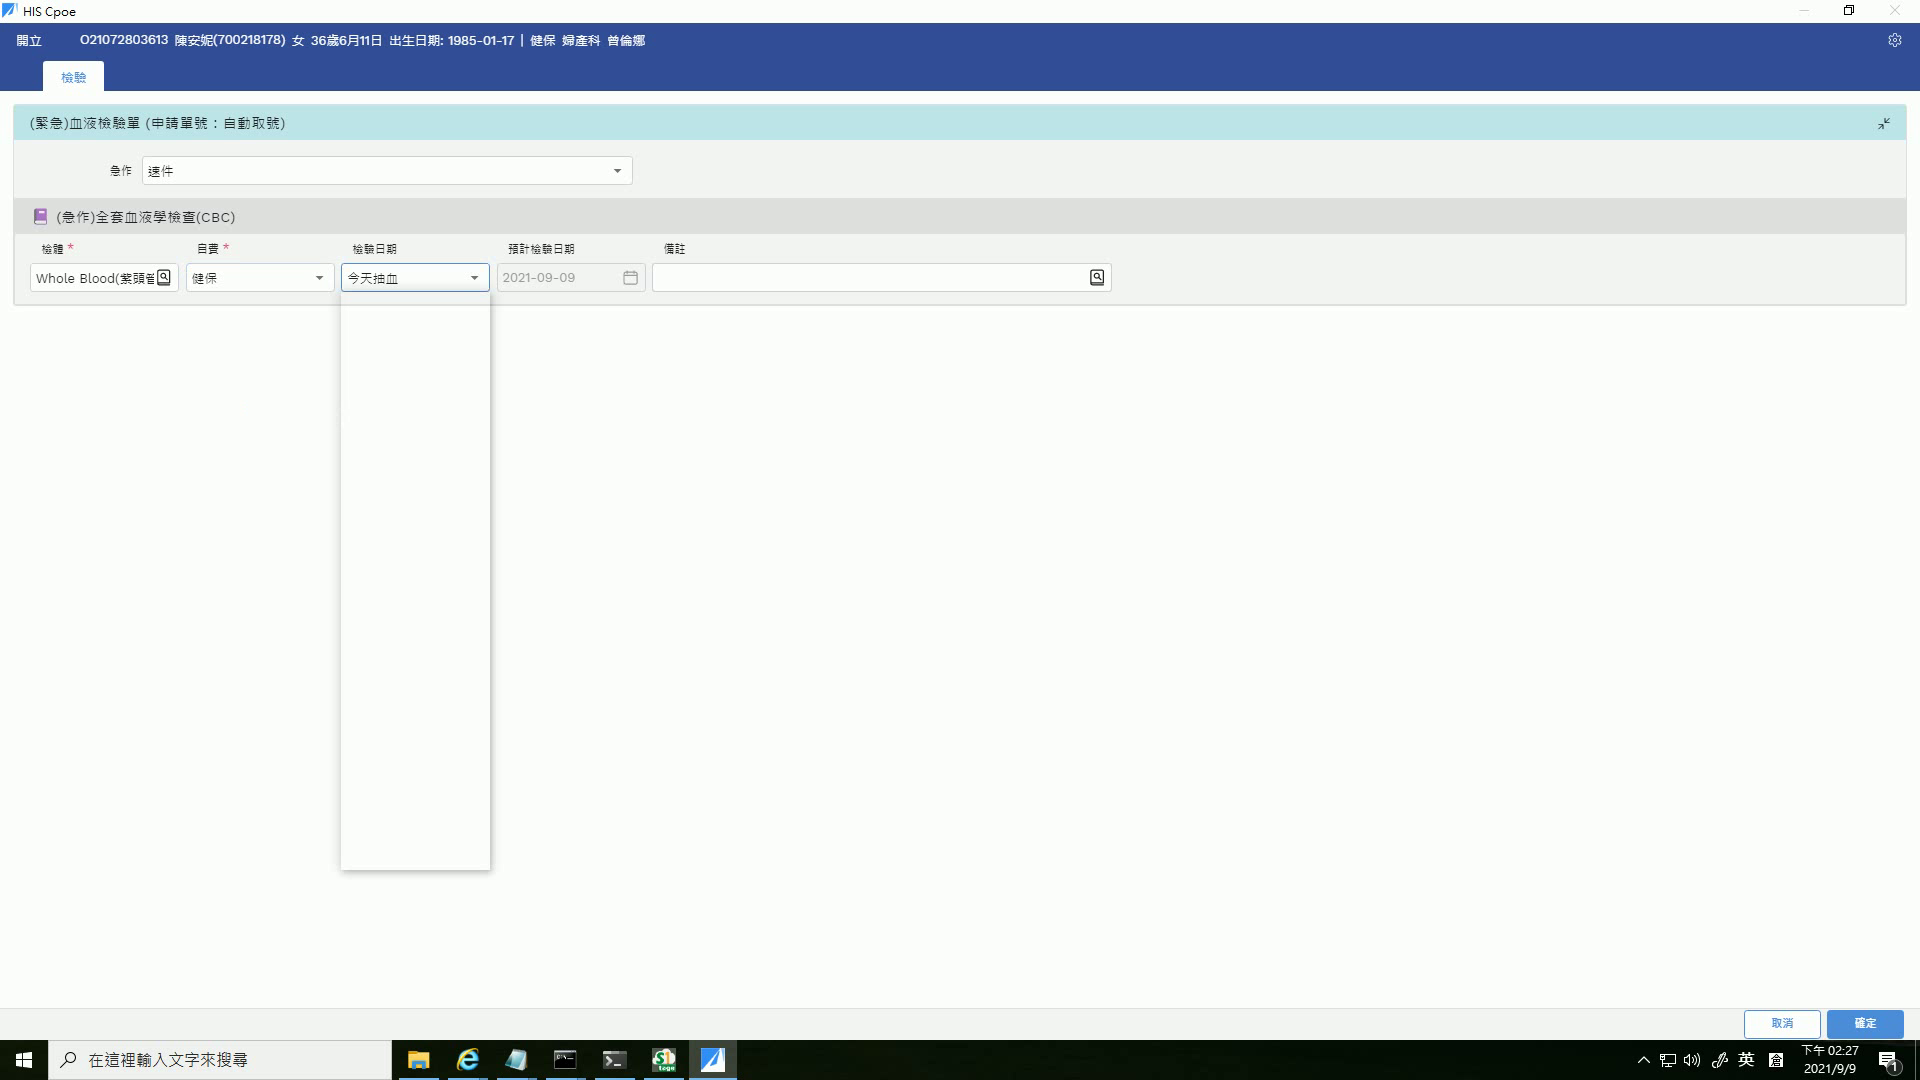 HIS Cpoe
開立 O21072803613 陳安妮(700218178) 女 36歲6月11日 出生日期: 1985-01-17 | 健保 婦產科 曾倫娜
檢驗
(緊急)血液檢驗單 (申請單號：自動取號)
急作 速件
(急作)全套血液學檢查(CBC)
檢體 * 自費 * 檢驗日期 預計檢驗日期 備註
Whole Blood(紫頭管 健保 今天抽血 2021-09-09
取消 確定
在這裡輸入文字來搜尋 英 下午 02:27
2021/9/9 1